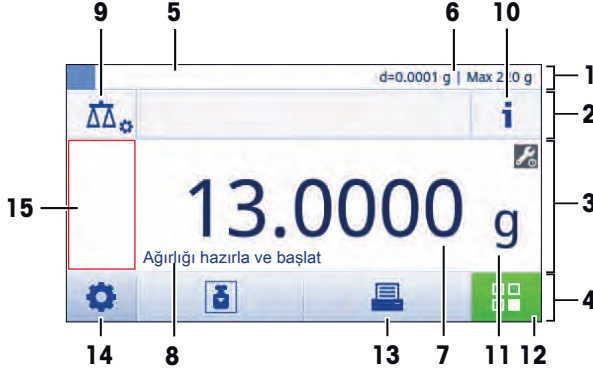 9 5 6 10
d=0.0001 g | Max 220 g 1
i 2
15 13.0000 g 3
Ağırlığı hazırla ve başlat
4
14 8 13 7 11 12